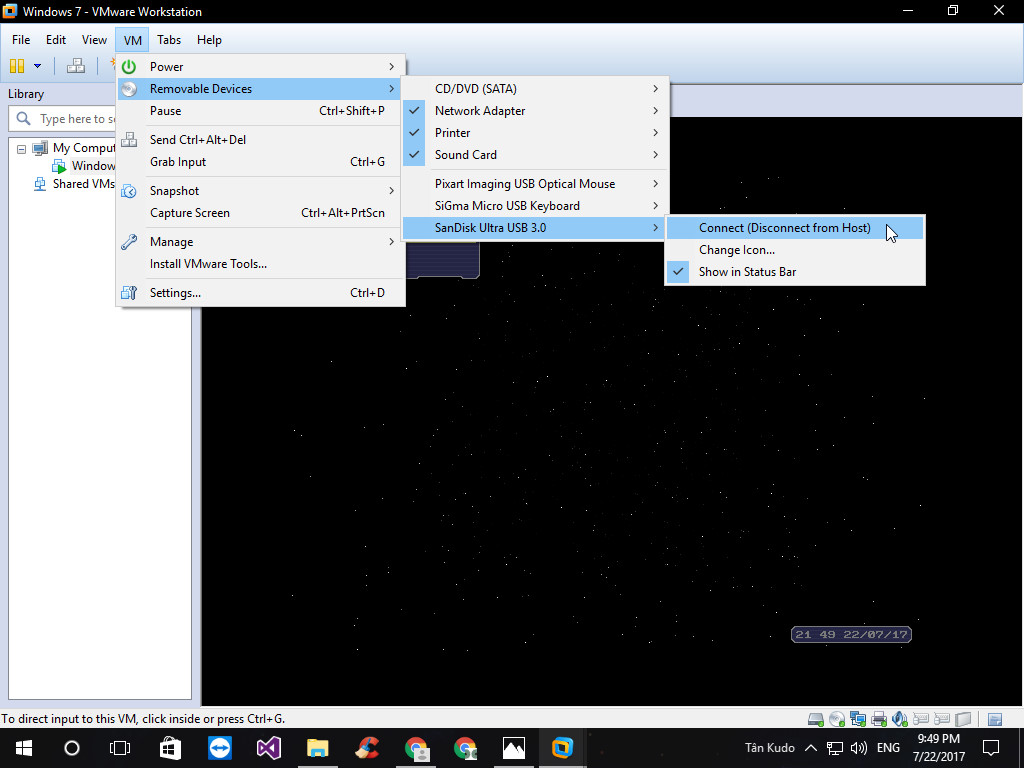 Windows 7 - VMware Workstation
File Edit View VM Tabs Help
Library
Type here to se
My Comput
Window
Shared VMs
Power
Removable Devices
Pause Ctrl+Shift+P
Send Ctrl+Alt+Del
Grab Input Ctrl+G
Snapshot
Capture Screen Ctrl+Alt+PrtScn
Manage
Install VMware Tools...
Settings... Ctrl+D
CD/DVD (SATA)
Network Adapter
Printer
Sound Card
Pixart Imaging USB Optical Mouse
SiGma Micro USB Keyboard
SanDisk Ultra USB 3.0
Connect (Disconnect from Host)
Change Icon...
Show in Status Bar
21 49 22/07/17
To direct input to this VM, click inside or press Ctrl+G.
Tân Kudo
ENG
9:49 PM
7/22/2017